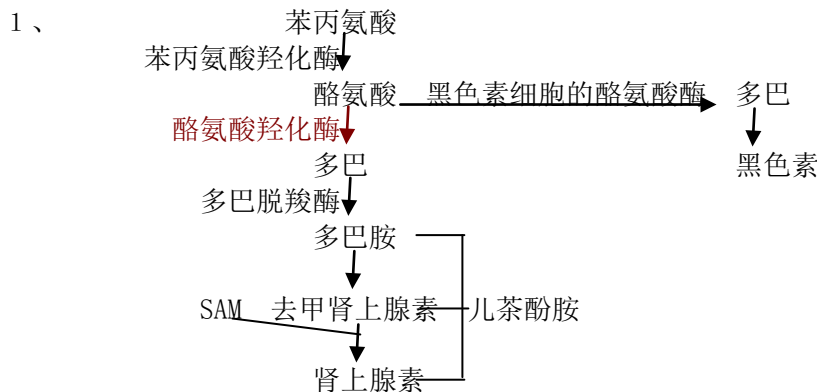 1、 苯丙氨酸
苯丙氨酸羟化酶
酪氨酸 黑色素细胞的酪氨酸酶 多巴
酪氨酸羟化酶
多巴 黑色素
多巴脱羧酶
多巴胺
SAM 去甲肾上腺素 儿茶酚胺
肾上腺素